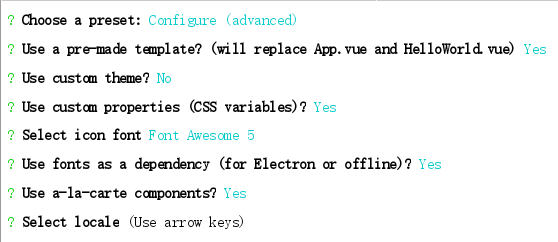 ? Choose a preset: Configure (advanced)
? Use a pre-made template? (will replace App.vue and HelloWorld.vue) Yes
? Use custom theme? No
? Use custom properties (CSS variables)? Yes
? Select icon font Font Awesome 5
? Use fonts as a dependency (for Electron or offline)? Yes
? Use a-la-carte components? Yes
? Select locale (Use arrow keys)